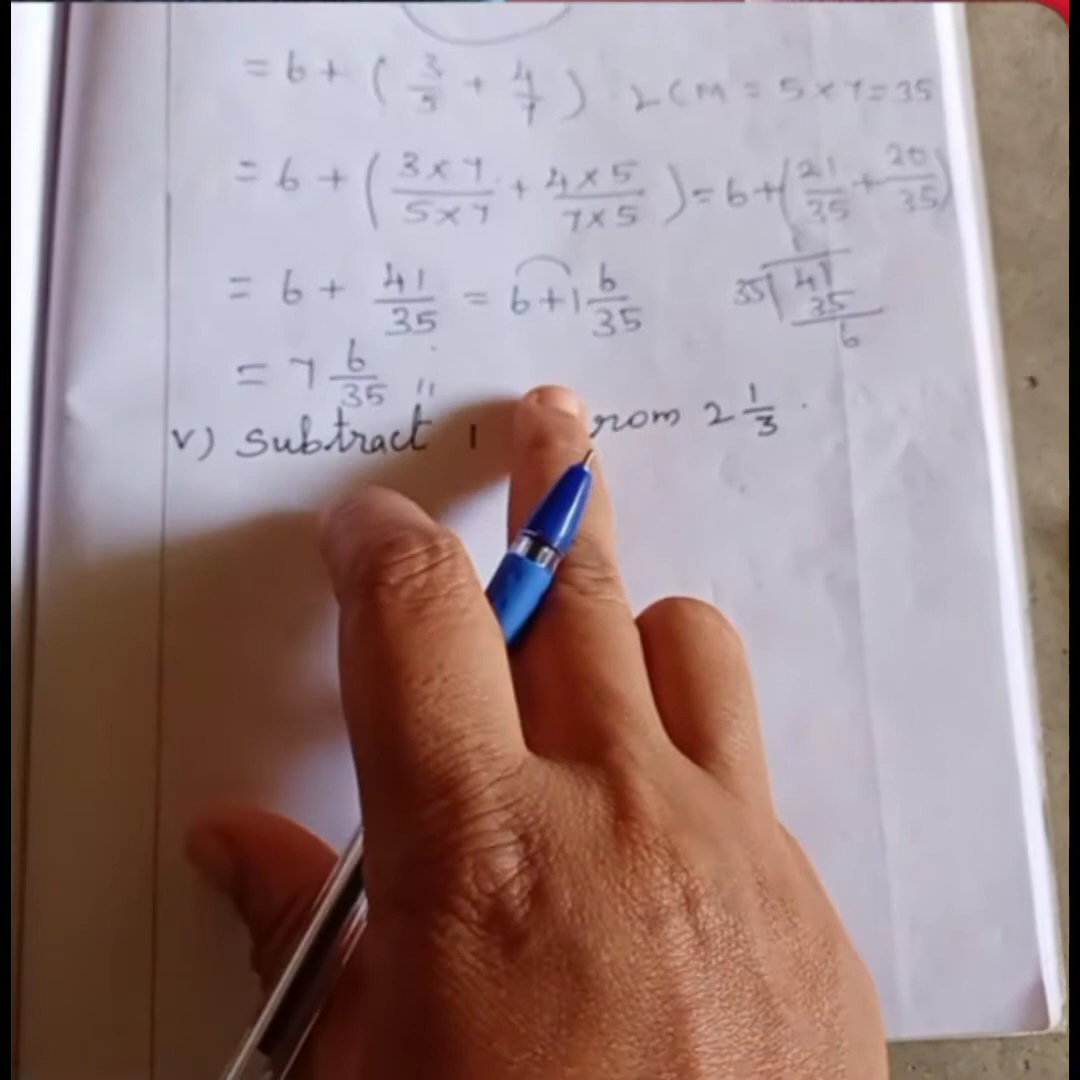 = 6 + ( 3/5 + 4/7 ) LCM = 5 x 7 = 35
= 6 + ( 3 x 7 / 5 x 7 + 4 x 5 / 7 x 5 ) = 6 + ( 21/35 + 20/35 )
= 6 + 41/35 = 6 + 1 6/35
1
35 41
35
6
= 7 6/35 "
v) Subtract 1 rom 2 1/3 .